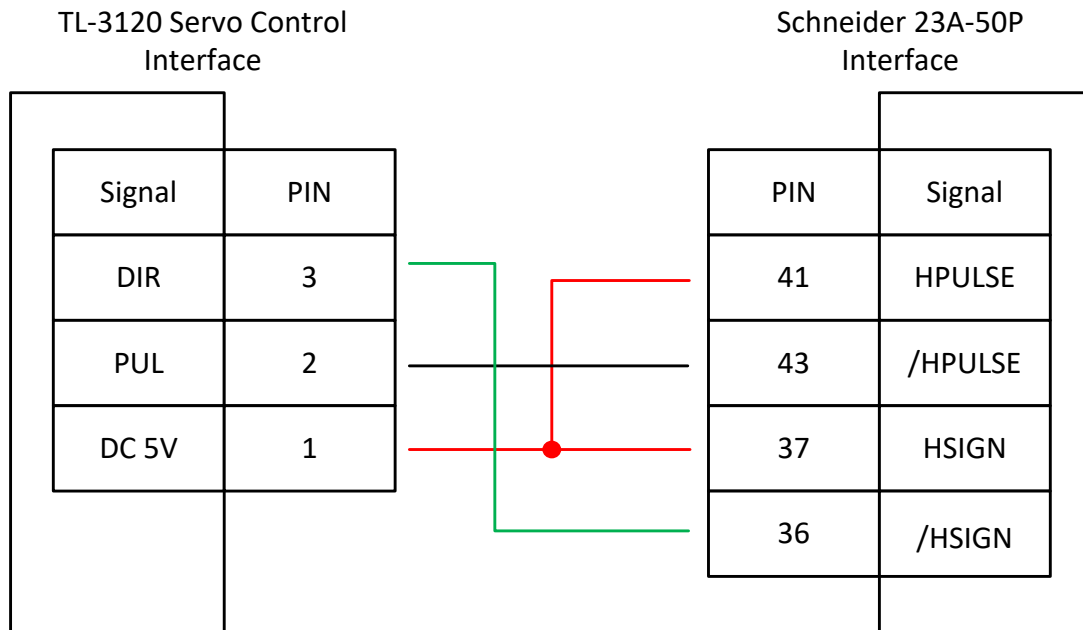 TL-3120 Servo Control
Interface
Schneider 23A-50P
Interface
Signal PIN
DIR 3
PUL 2
DC 5V 1
PIN Signal
41 HPULSE
43 /HPULSE
37 HSIGN
36 /HSIGN